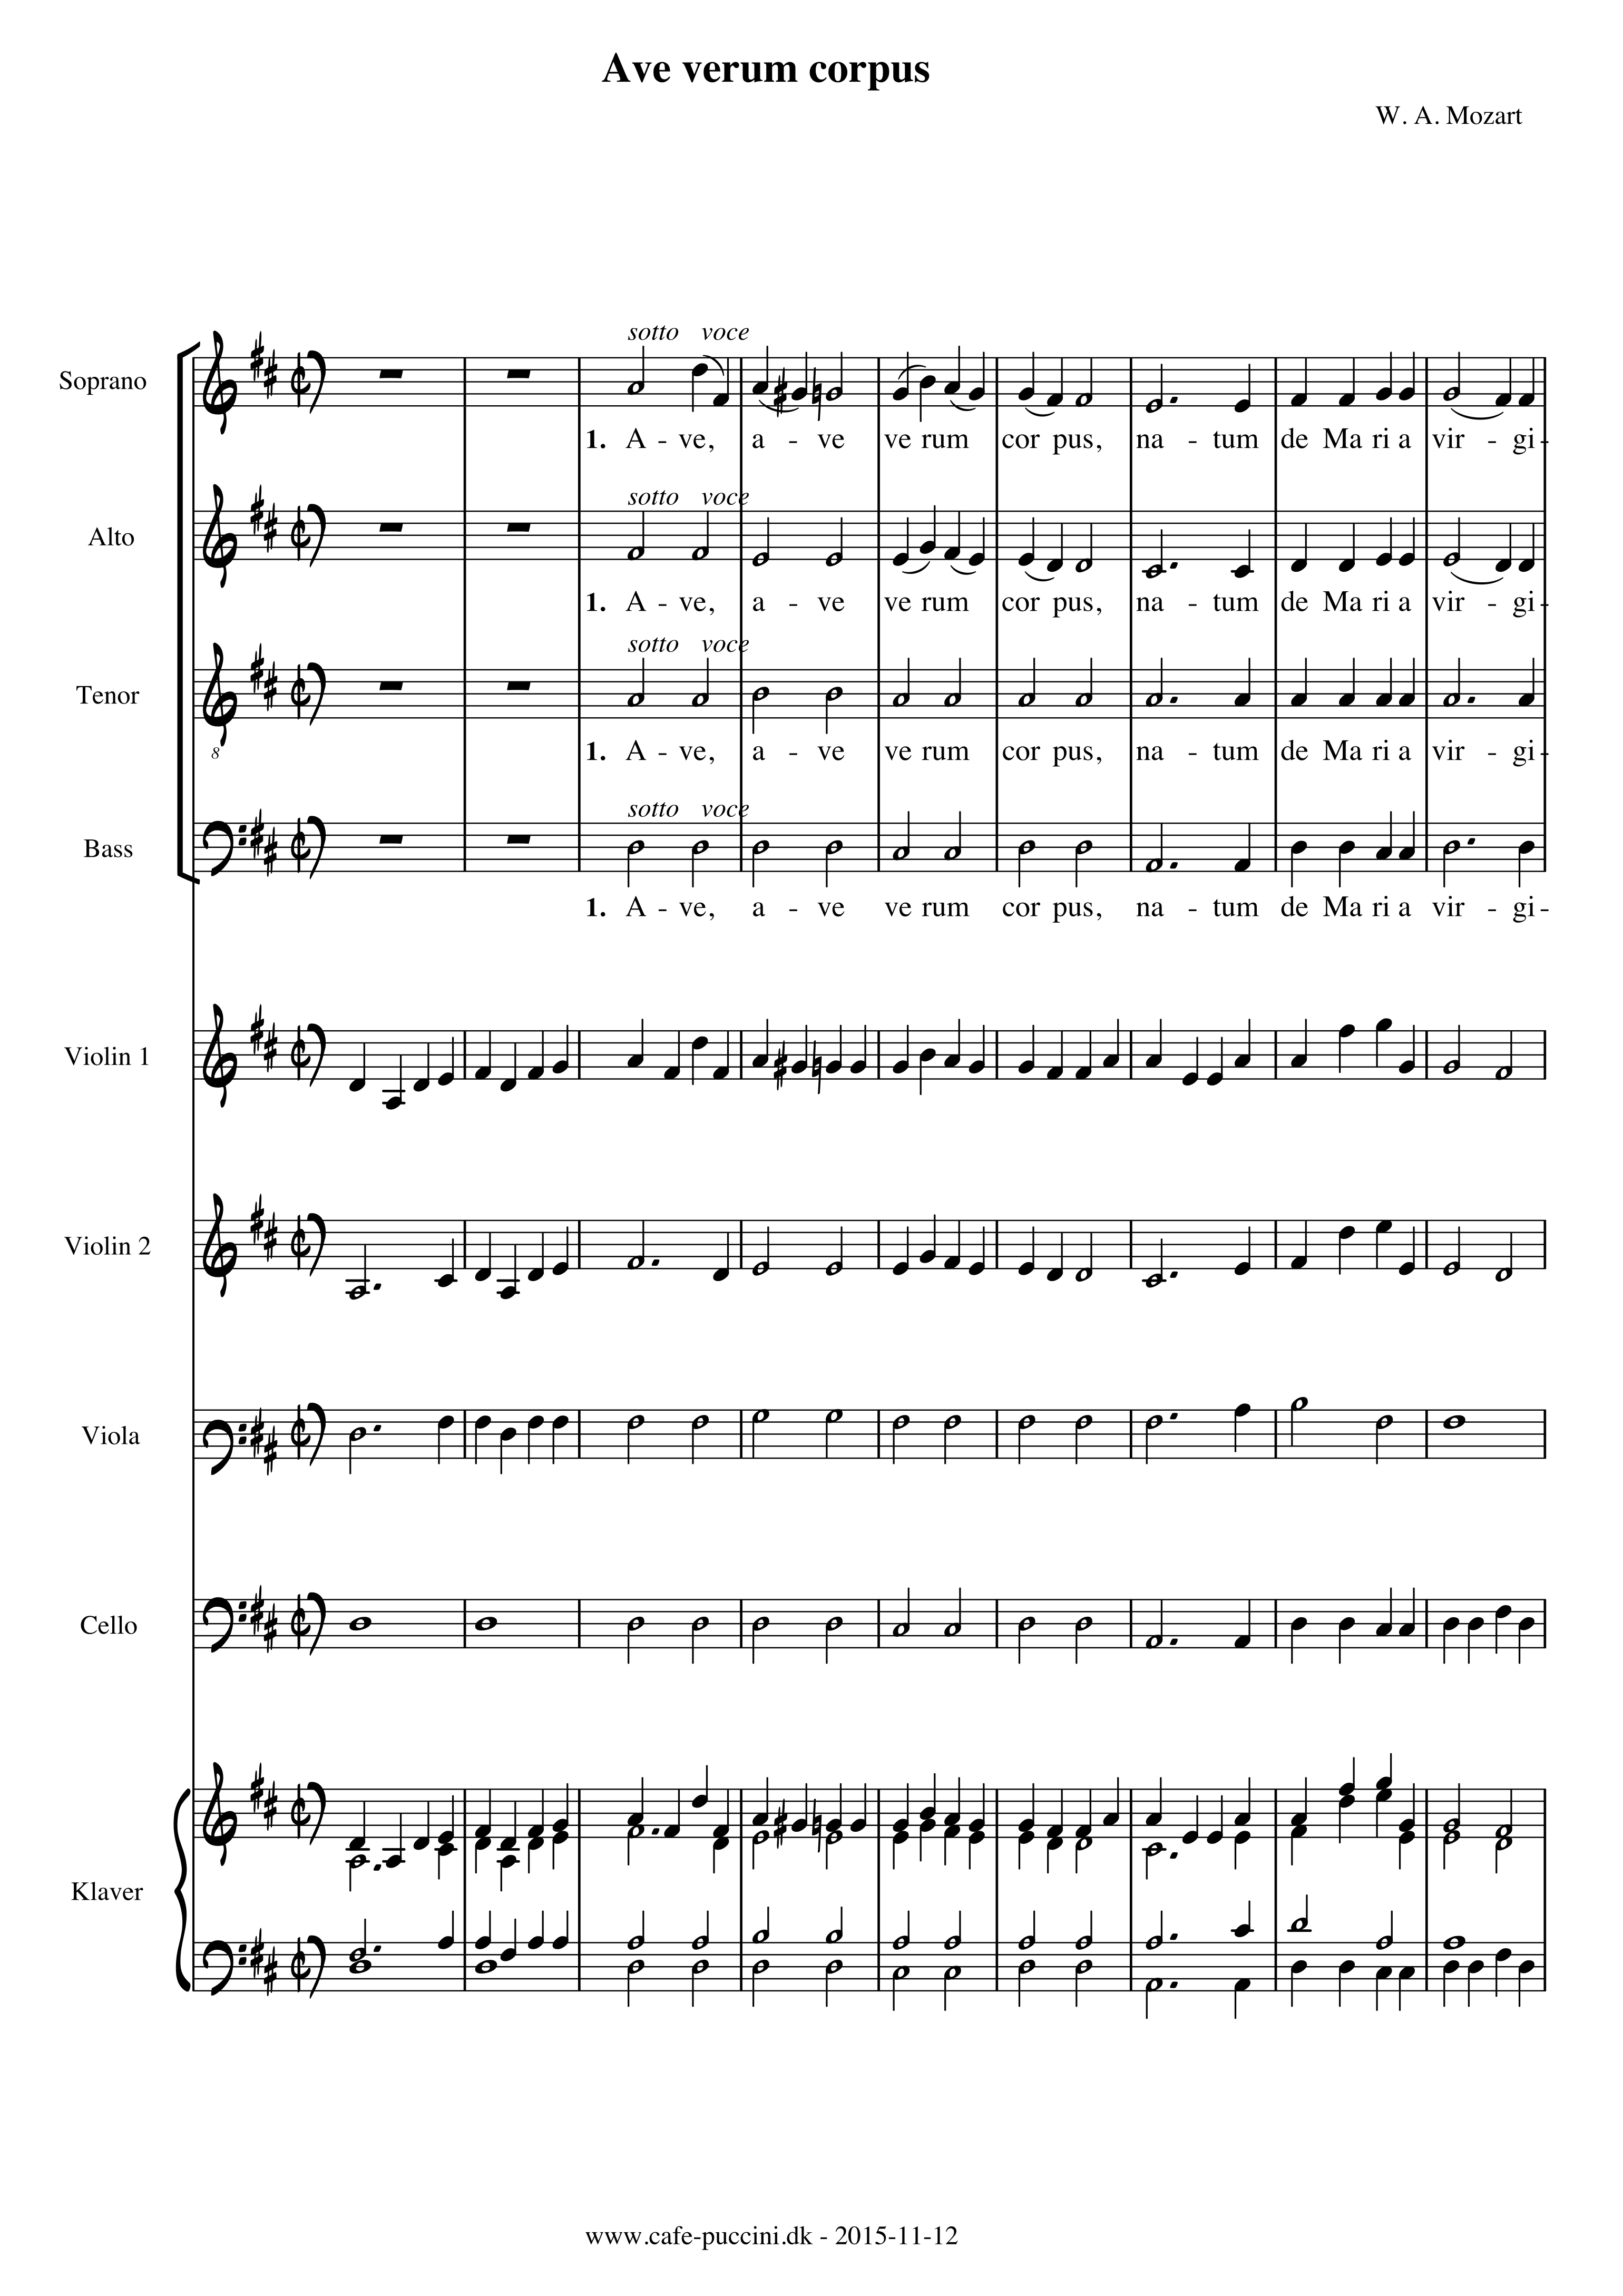 Ave verum corpus
W. A. Mozart
sotto voce
Soprano
1. A - ve, a - ve ve rum cor pus, na - tum de Ma ri a vir - gi-
sotto voce
Alto
1. A - ve, a - ve ve rum cor pus, na - tum de Ma ri a vir - gi-
sotto voce
Tenor
8
1. A - ve, a - ve ve rum cor pus, na - tum de Ma ri a vir - gi-
sotto voce
Bass
1. A - ve, a - ve ve rum cor pus, na - tum de Ma ri a vir - gi-
Violin 1
Violin 2
Viola
Cello
Klaver
www.cafe-puccini.dk - 2015-11-12